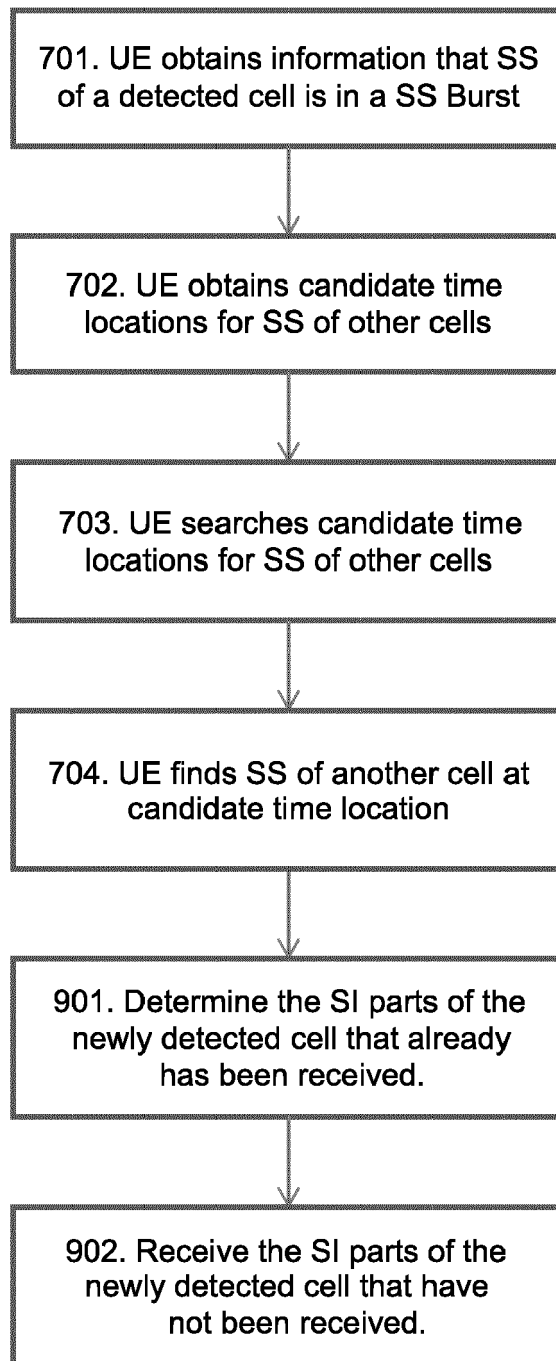 701. UE obtains information that SS
of a detected cell is in a SS Burst
702. UE obtains candidate time
locations for SS of other cells
703. UE searches candidate time
locations for SS of other cells
704. UE finds SS of another cell at
candidate time location
901. Determine the SI parts of the
newly detected cell that already
has been received.
902. Receive the SI parts of the
newly detected cell that have
not been received.